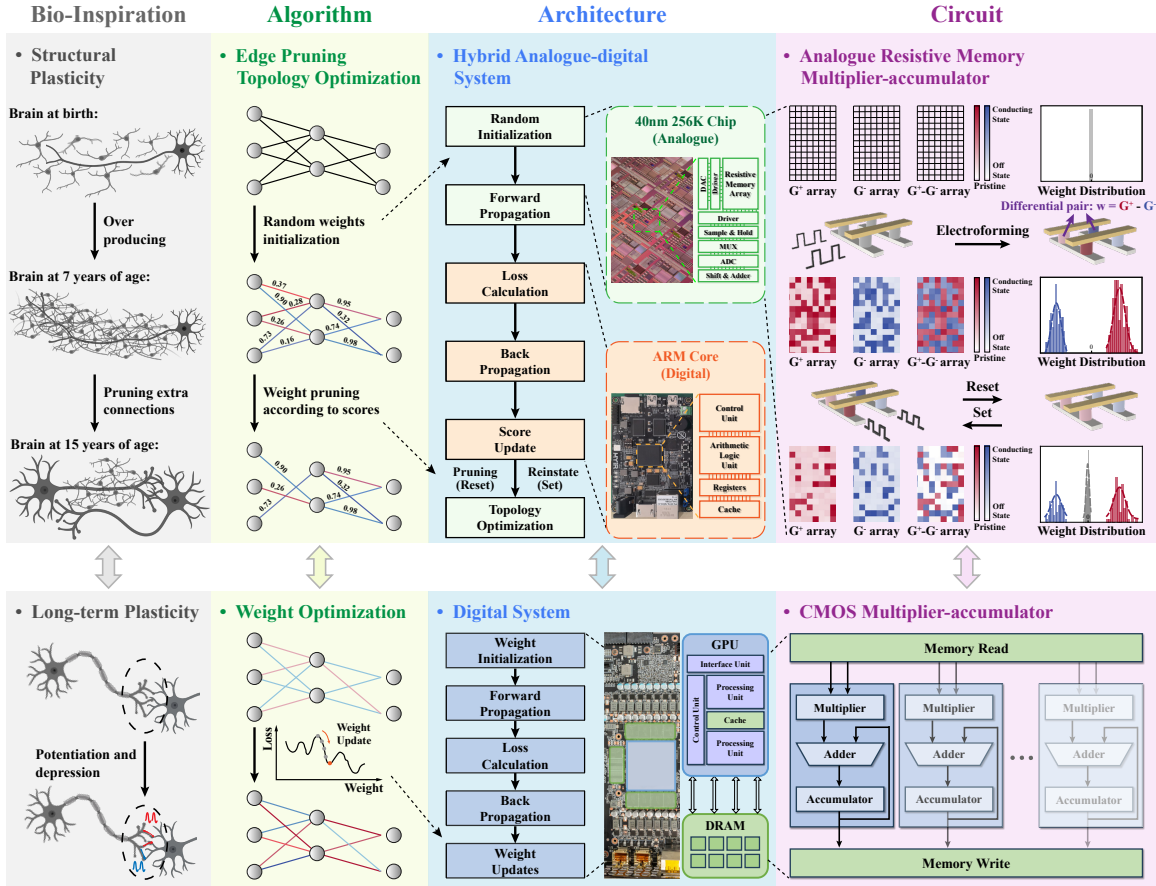 Bio-Inspiration
Algorithm
Architecture
Circuit
• Structural
Plasticity
Brain at birth:
Over
producing
Brain at 7 years of age:
Pruning extra
connections
Brain at 15 years of age:
• Edge Pruning
Topology Optimization
Random weights
initialization
0.37
0.90
0.28
0.95
0.32
0.26
0.74
0.73
0.16
0.98
Weight pruning
according to scores
0.90
0.95
0.32
0.26
0.74
0.73
0.98
• Hybrid Analogue-digital
System
Random
Initialization
Forward
Propagation
Loss
Calculation
Back
Propagation
Score
Update
Pruning
(Reset)
Reinstate
(Set)
Topology
Optimization
40nm 256K Chip
(Analogue)
DAC
Driver
Resistive
Memory
Array
Driver
Sample & Hold
MUX
ADC
Shift & Adder
ARM Core
(Digital)
Control
Unit
Arithmetic
Logic
Unit
Registers
Cache
• Analogue Resistive Memory
Multiplier-accumulator
Conducting
State
Off
State
Pristine
G⁺ array
G⁻ array
G⁺-G⁻ array
0
Weight Distribution
Differential pair: w = G⁺ - G⁻
Electroforming
Conducting
State
Off
State
Pristine
G⁺ array
G⁻ array
G⁺-G⁻ array
0
Weight Distribution
Reset
Set
Conducting
State
Off
State
Pristine
G⁺ array
G⁻ array
G⁺-G⁻ array
0
Weight Distribution
• Long-term Plasticity
Potentiation and
depression
• Weight Optimization
Loss
Weight
Update
Weight
• Digital System
Weight
Initialization
Forward
Propagation
Loss
Calculation
Back
Propagation
Weight
Updates
GPU
Interface Unit
Control Unit
Processing
Unit
Cache
Processing
Unit
DRAM
• CMOS Multiplier-accumulator
Memory Read
Multiplier
Adder
Accumulator
Multiplier
Adder
Accumulator
...
Multiplier
Adder
Accumulator
Memory Write